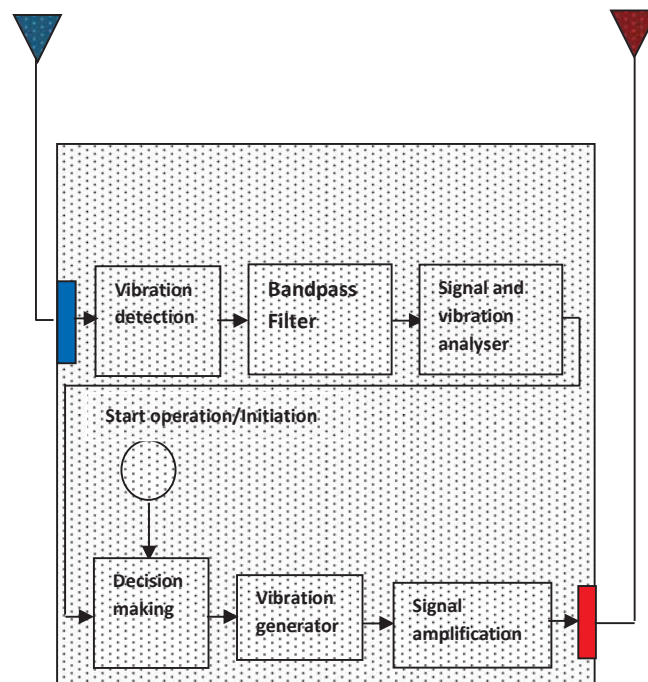 Vibration
detection
Bandpass
Filter
Signal and
vibration
analyser
Start operation/Initiation
Decision
making
Vibration
generator
Signal
amplification